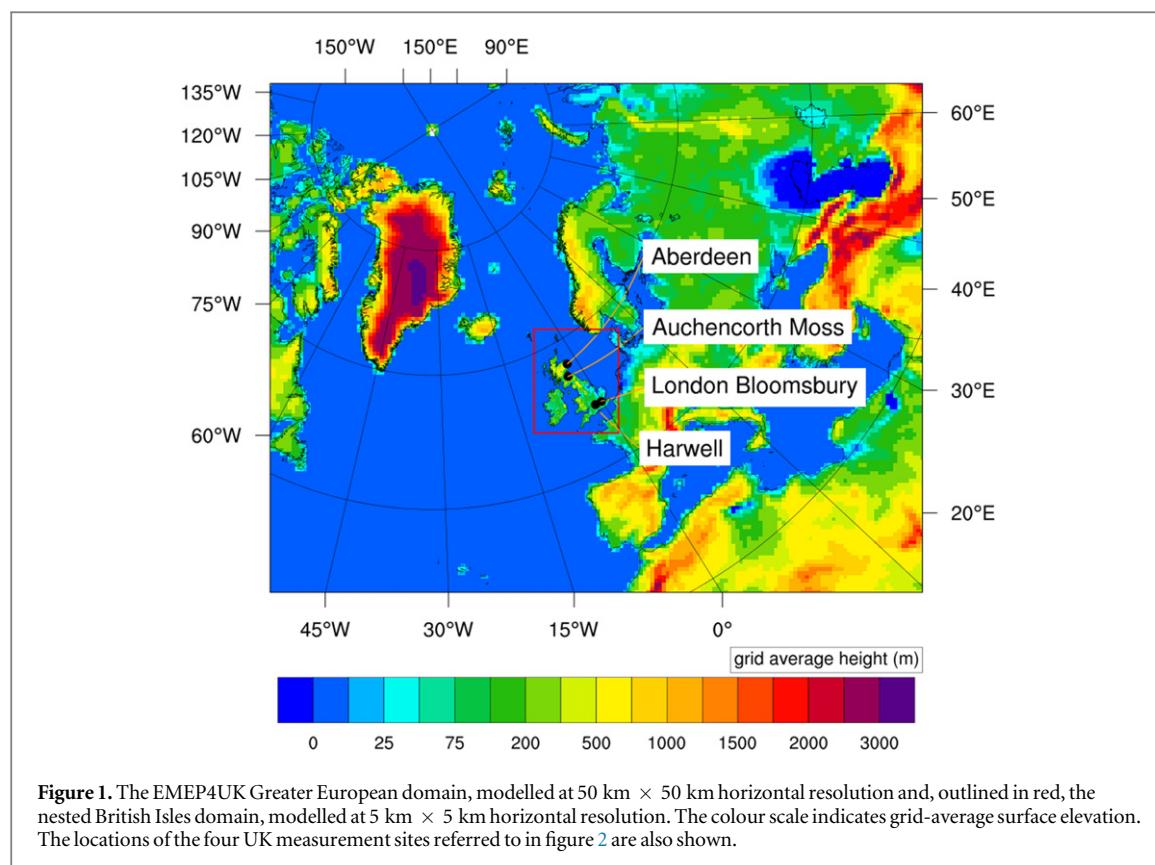 150°W 150°E 90°E
135°W
120°W
105°W
90°W
75°W
60°W
60°E
50°E
40°E
30°E
20°E
Aberdeen
Auchencorth Moss
London Bloomsbury
Harwell
45°W 30°W 15°W 0°
grid average height (m)
0 25 75 200 500 1000 1500 2000 3000
Figure 1. The EMEP4UK Greater European domain, modelled at 50 km × 50 km horizontal resolution and, outlined in red, the
nested British Isles domain, modelled at 5 km × 5 km horizontal resolution. The colour scale indicates grid-average surface elevation.
The locations of the four UK measurement sites referred to in figure 2 are also shown.